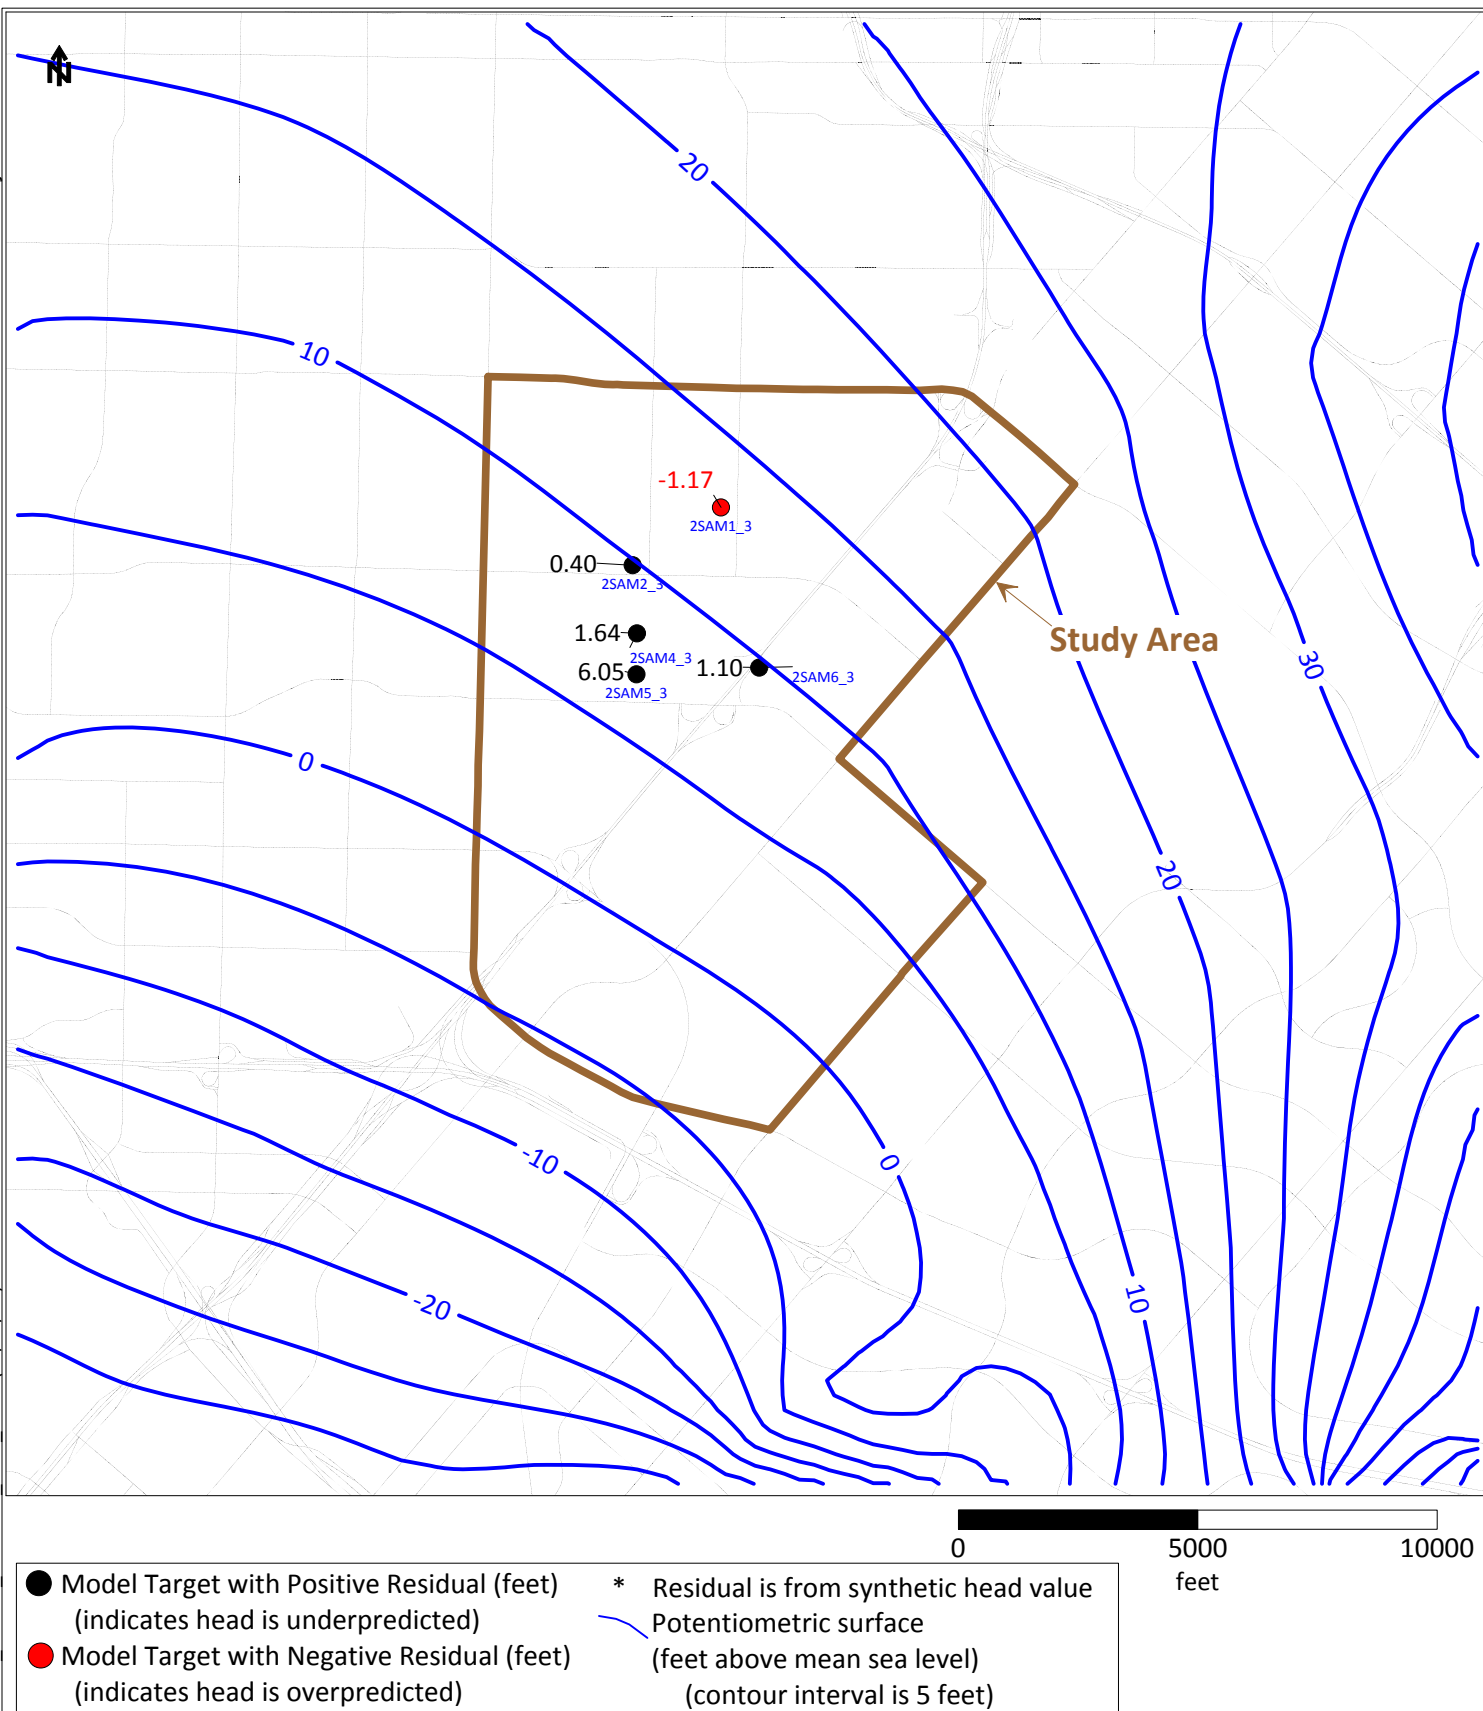 N
20
10
-1.17
2SAM1_3
0.40
2SAM2_3
1.64
2SAM4_3
Study Area
6.05
1.10
2SAM6_3
2SAM5_3
30
0
20
-10
0
-20
10
0
5000
10000
feet
Model Target with Positive Residual (feet)
(indicates head is underpredicted)
Model Target with Negative Residual (feet)
(indicates head is overpredicted)
* Residual is from synthetic head value
Potentiometric surface
(feet above mean sea level)
(contour interval is 5 feet)